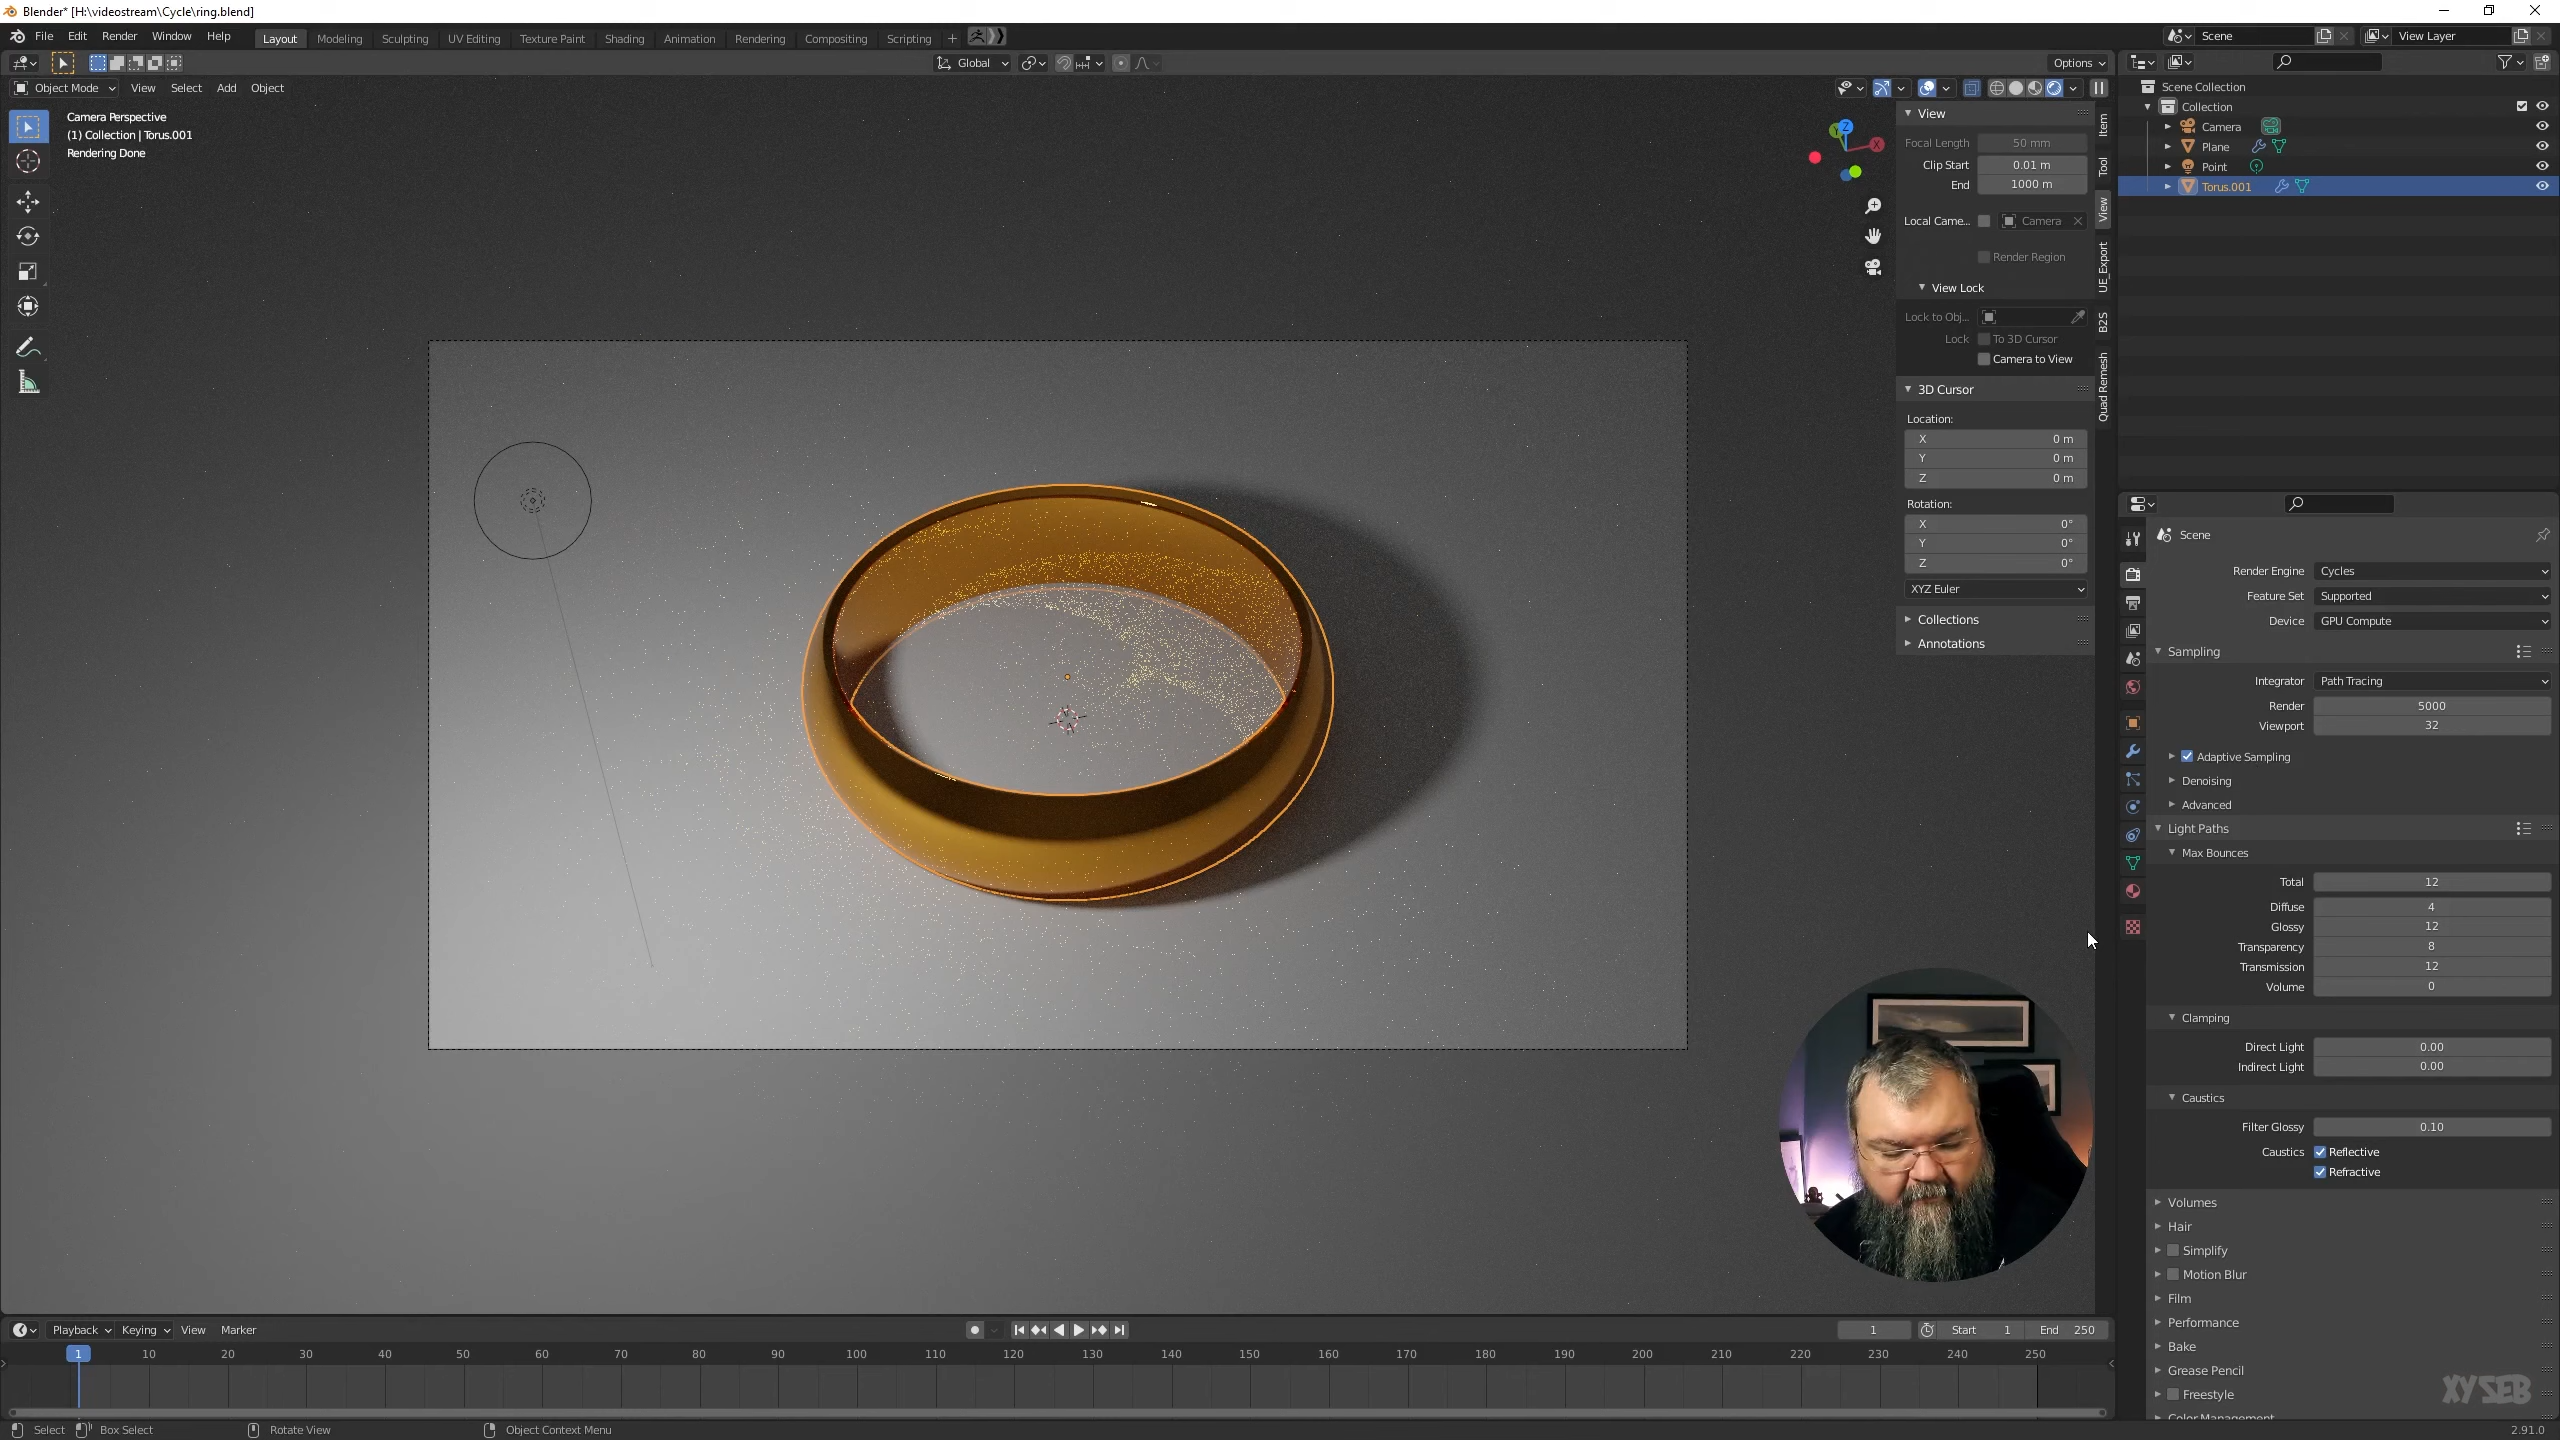 Blender* [H:\videostream\Cycle\ring.blend]
File Edit Render Window Help
Layout Modeling Sculpting UV Editing Texture Paint Shading Animation Rendering Compositing Scripting +
Scene
View Layer
Global
Options
Object Mode View Select Add Object
Camera Perspective
(1) Collection | Torus.001
Rendering Done
X
Y
Z
View
Focal Length 50 mm
Clip Start 0.01 m
End 1000 m
Local Came... Camera
Render Region
View Lock
Lock to Obj...
Lock To 3D Cursor
Camera to View
3D Cursor
Location:
X 0 m
Y 0 m
Z 0 m
Rotation:
X 0°
Y 0°
Z 0°
XYZ Euler
Collections
Annotations
Item
Tool
View
UE_Export
B2S
Quad Remesh
Scene Collection
Collection
Camera
Plane
Point
Torus.001
Scene
Render Engine Cycles
Feature Set Supported
Device GPU Compute
Sampling
Integrator Path Tracing
Render 5000
Viewport 32
Adaptive Sampling
Denoising
Advanced
Light Paths
Max Bounces
Total 12
Diffuse 4
Glossy 12
Transparency 8
Transmission 12
Volume 0
Clamping
Direct Light 0.00
Indirect Light 0.00
Caustics
Filter Glossy 0.10
Caustics Reflective
Refractive
Volumes
Hair
Simplify
Motion Blur
Film
Performance
Bake
Grease Pencil
Freestyle
Color Management
XYSEB
Playback Keying View Marker
1 Start 1 End 250
1 10 20 30 40 50 60 70 80 90 100 110 120 130 140 150 160 170 180 190 200 210 220 230 240 250
Select Box Select Rotate View Object Context Menu
2.91.0